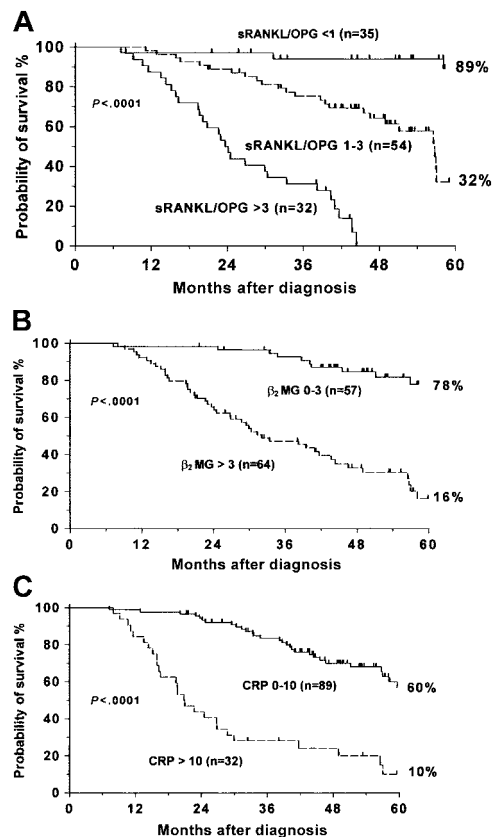 A
sRANKL/OPG <1 (n=35)
100
80
60
40
20
0
P<.0001
89%
sRANKL/OPG 1-3 (n=54)
32%
sRANKL/OPG >3 (n=32)
Probability of survival %
0 12 24 36 48 60
Months after diagnosis
B
100
80
60
40
20
0
78%
β2 MG 0-3 (n=57)
P<.0001
β2 MG > 3 (n=64)
16%
Probability of survival %
0 12 24 36 48 60
Months after diagnosis
C
100
80
60
40
20
0
CRP 0-10 (n=89)
60%
P<.0001
CRP > 10 (n=32)
10%
Probability of survival %
0 12 24 36 48 60
Months after diagnosis